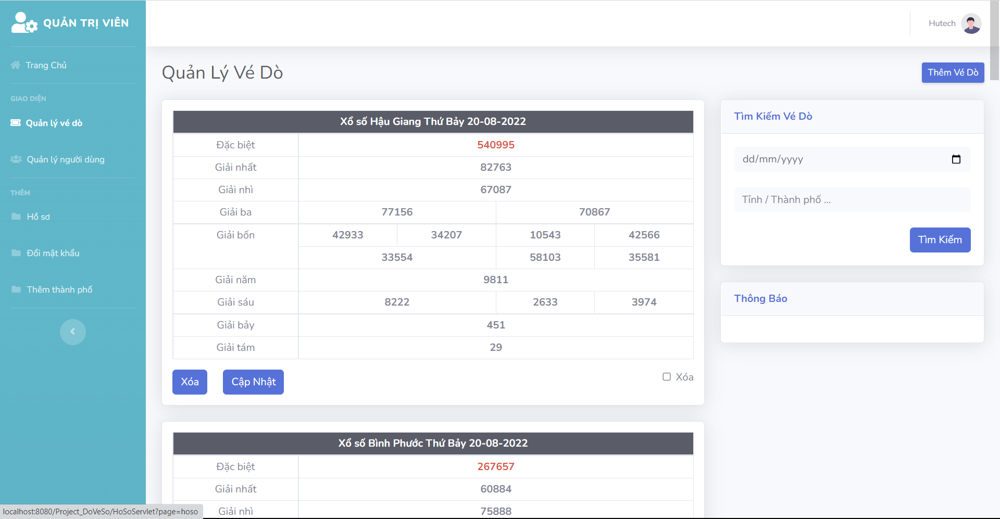 QUẢN TRỊ VIÊN
Trang Chủ
GIAO DIỆN
Quản lý vé dò
Quản lý người dùng
THÊM
Hồ sơ
Đổi mật khẩu
Thêm thành phố
Hutech
Quản Lý Vé Dò
Thêm Vé Dò
Xổ số Hậu Giang Thứ Bảy 20-08-2022
Đặc biệt 540995
Giải nhất 82763
Giải nhì 67087
Giải ba 77156 70867
Giải bốn 42933 34207 10543 42566
33554 58103 35581
Giải năm 9811
Giải sáu 8222 2633 3974
Giải bảy 451
Giải tám 29
Xóa Cập Nhật Xóa
Xổ số Bình Phước Thứ Bảy 20-08-2022
Đặc biệt 267657
Giải nhất 60884
Giải nhì 75888
Tìm Kiếm Vé Dò
dd/mm/yyyy
Tỉnh / Thành phố ...
Tìm Kiếm
Thông Báo
localhost:8080/Project_DoVeSo/HoSoServlet?page=hoso